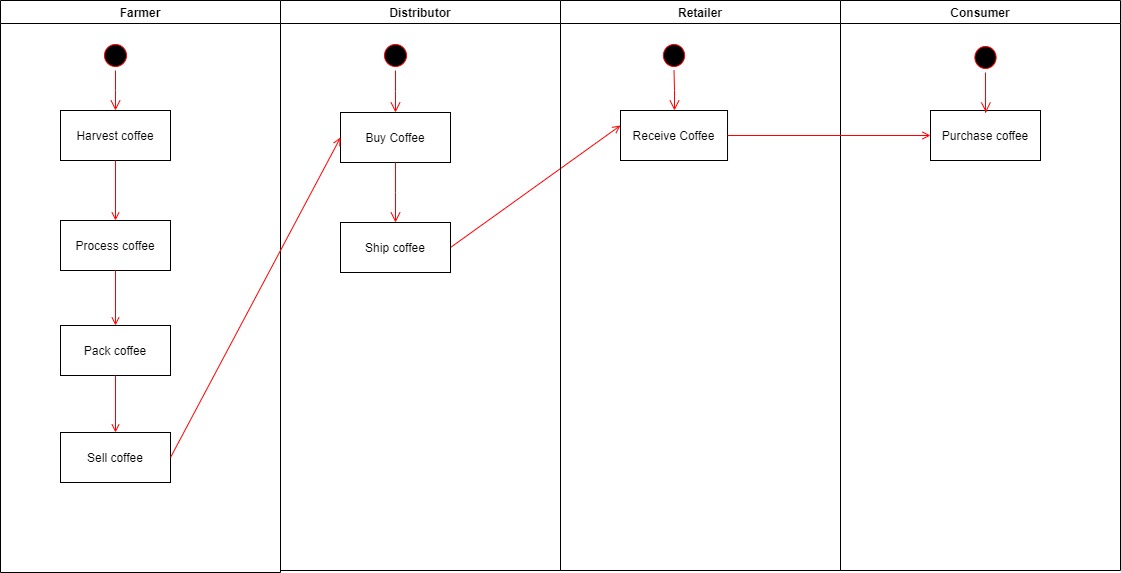 Farmer
Distributor
Retailer
Consumer
Harvest coffee
Process coffee
Pack coffee
Sell coffee
Buy Coffee
Ship coffee
Receive Coffee
Purchase coffee